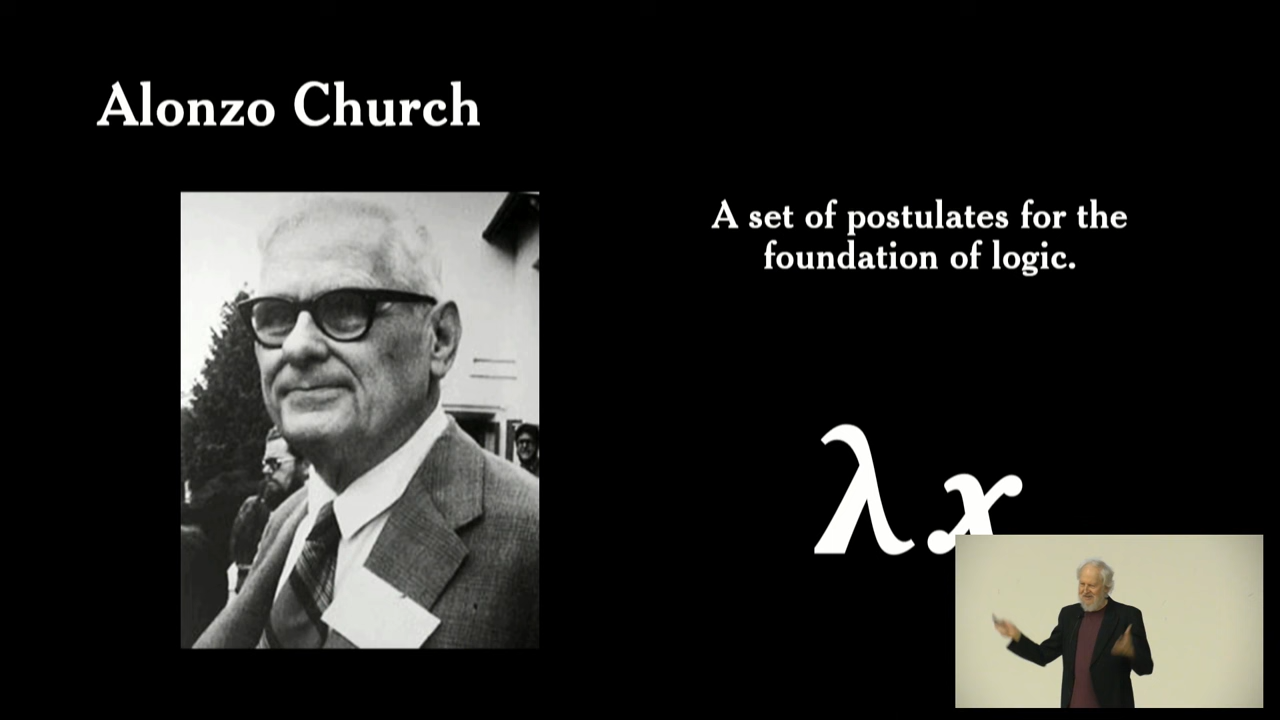 Alonzo Church
A set of postulates for the
foundation of logic.
λx